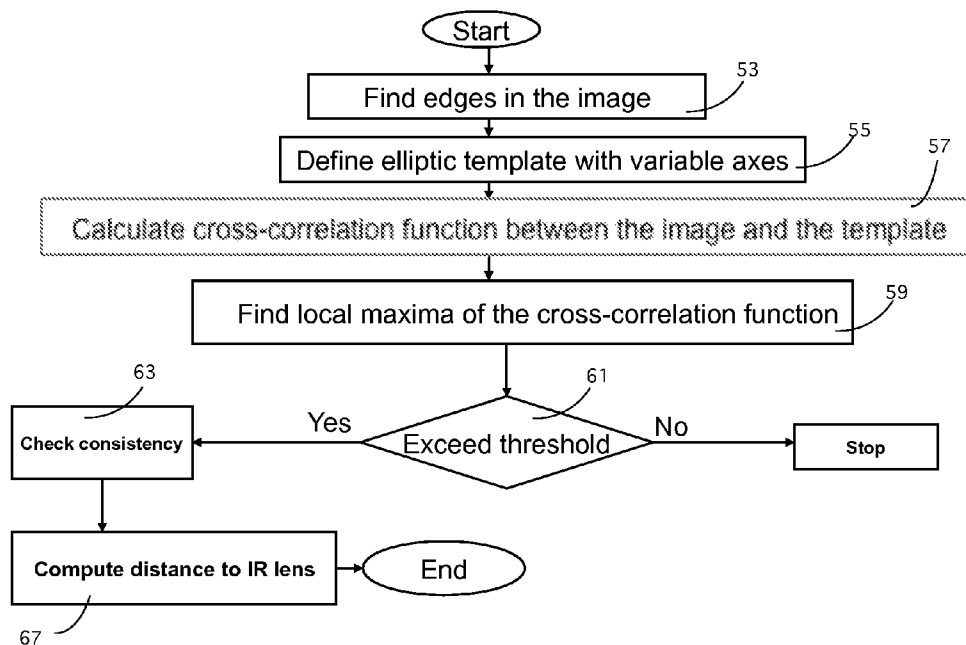 Start
53
Find edges in the image
55
Define elliptic template with variable axes
57
Calculate cross-correlation function between the image and the template
59
Find local maxima of the cross-correlation function
61
63
Yes
No
Check consistency
Exceed threshold
Stop
Compute distance to IR lens
End
67